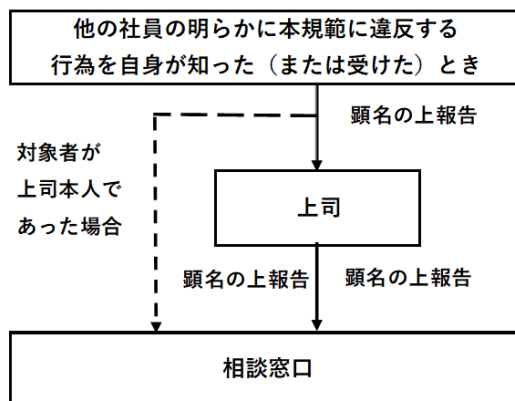 他の社員の明らかに本規範に違反する
行為を自身が知った（または受けた）とき
顕名の上報告
対象者が
上司本人で
あった場合
上司
顕名の上報告
顕名の上報告
相談窓口